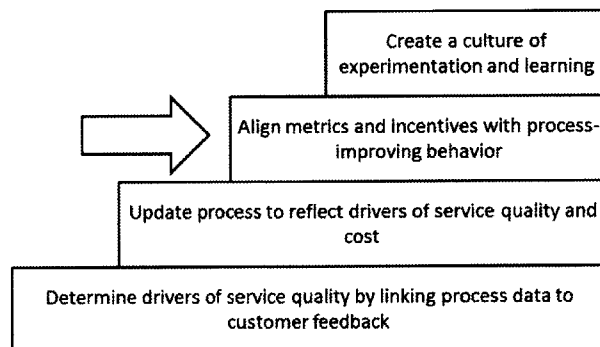 Create a culture of
experimentation and learning
Align metrics and incentives with process-
improving behavior
Update process to reflect drivers of service quality and
cost
Determine drivers of service quality by linking process data to
customer feedback